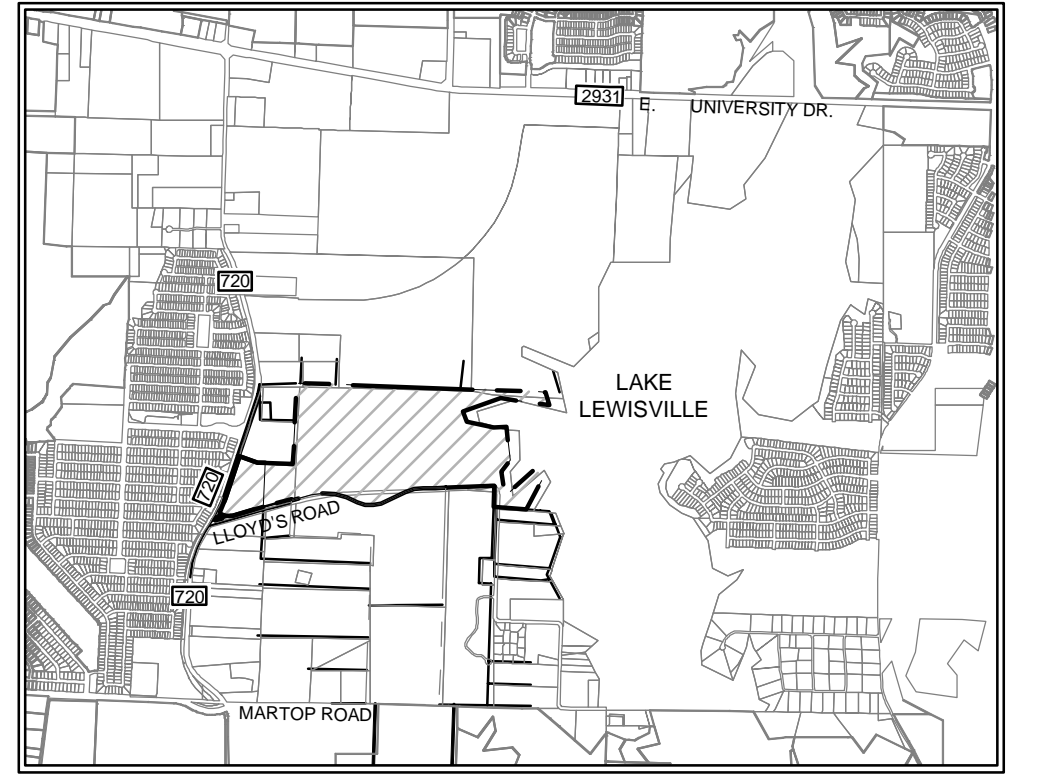 2931 E. UNIVERSITY DR.
720
LAKE
LEWISVILLE
720
LLOYD'S ROAD
720
MARTOP ROAD